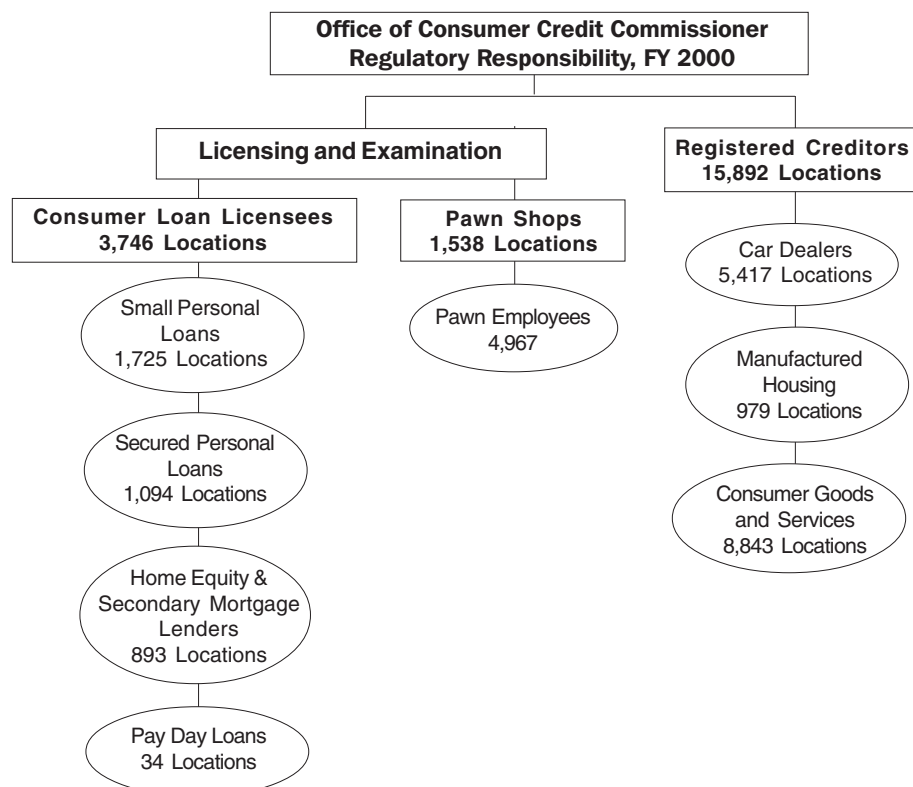 Office of Consumer Credit Commissioner
Regulatory Responsibility, FY 2000
Licensing and Examination
Registered Creditors
15,892 Locations
Consumer Loan Licensees
3,746 Locations
Pawn Shops
1,538 Locations
Car Dealers
5,417 Locations
Small Personal
Loans
1,725 Locations
Pawn Employees
4,967
Manufactured
Housing
979 Locations
Secured Personal
Loans
1,094 Locations
Consumer Goods
and Services
8,843 Locations
Home Equity &
Secondary Mortgage
Lenders
893 Locations
Pay Day Loans
34 Locations